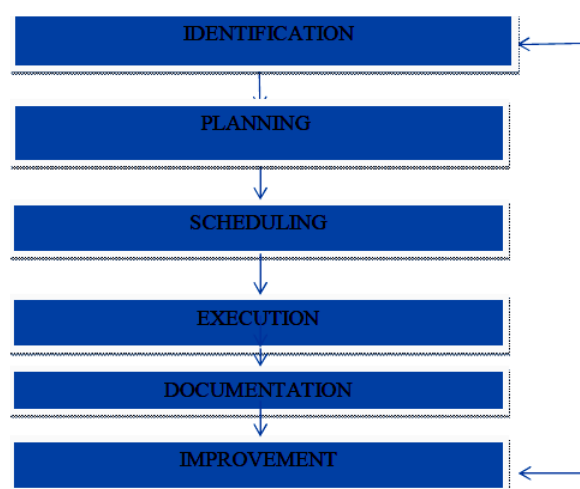 IDENTIFICATION
PLANNING
SCHEDULING
EXECUTION
DOCUMENTATION
IMPROVEMENT